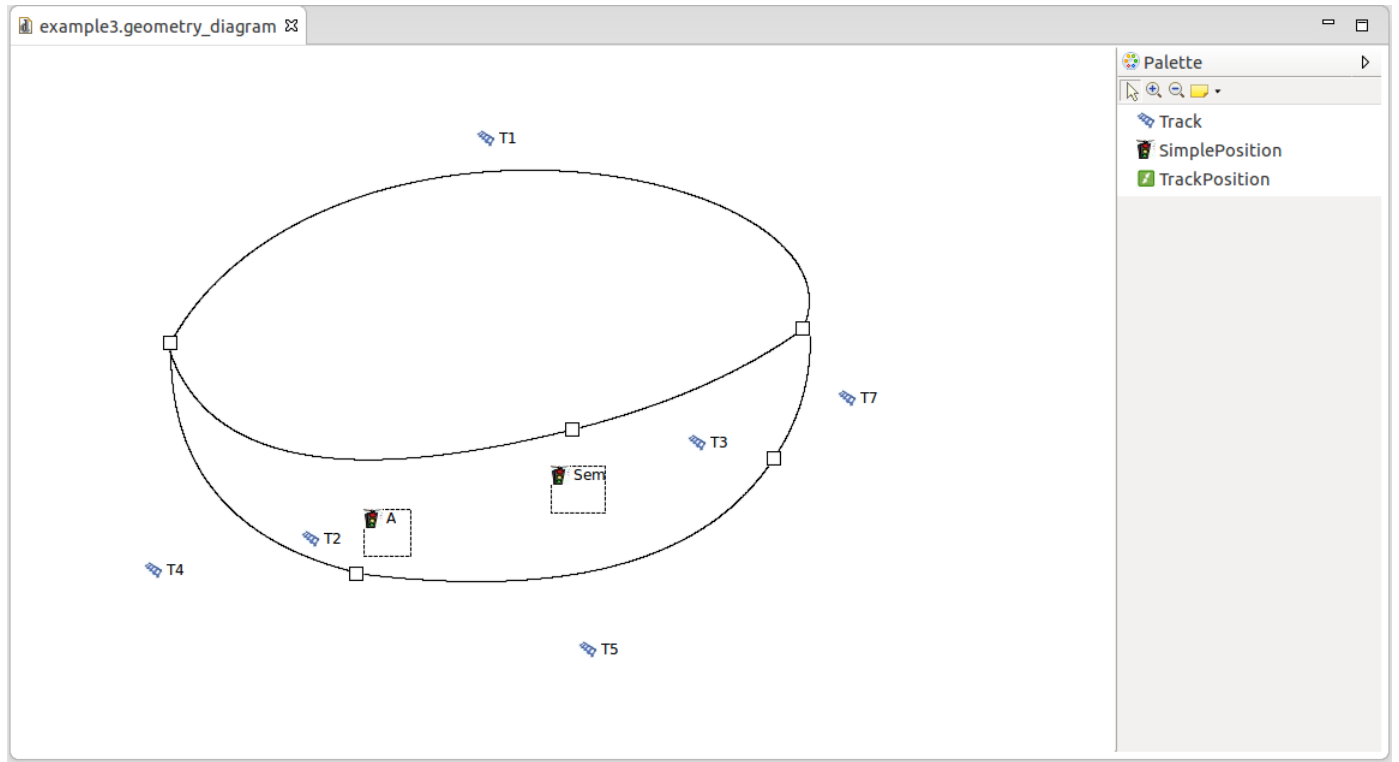 example3.geometry_diagram
Palette
Track
SimplePosition
TrackPosition
T1
T7
T3
Sem
A
T2
T4
T5